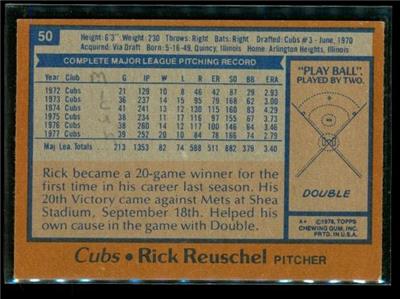 50
Height: 6'3" Weight: 230 Throws: Right Bats: Right Drafted: Cubs #3 - June, 1970
Acquired: Via Draft Born: 5-16-49, Quincy, Illinois Home: Arlington Heights, Illinois
COMPLETE MAJOR LEAGUE PITCHING RECORD
Year Club G IP W L R ER SO BB ERA
1972 Cubs 21 129 10 8 46 42 87 29 2.93
1973 Cubs 36 237 14 15 95 79 168 62 3.00
1974 Cubs 41 241 13 12 130 115 160 83 4.29
1975 Cubs 38 234 11 17 116 97 155 67 3.73
1976 Cubs 38 260 14 12 117 100 146 64 3.46
1977 Cubs 39 252 20 10 84 78 166 74 2.79
Maj. Lea. Totals 213 1353 82 74 588 511 882 379 3.40
"PLAY BALL"
PLAYED BY TWO.
DOUBLE
Rick became a 20-game winner for the
first time in his career last season. His
20th Victory came against Mets at Shea
Stadium, September 18th. Helped his
own cause in the game with Double.
A* © 1978, TOPPS
CHEWING GUM, INC.
PRTD. IN U.S.A.
Cubs • Rick Reuschel PITCHER